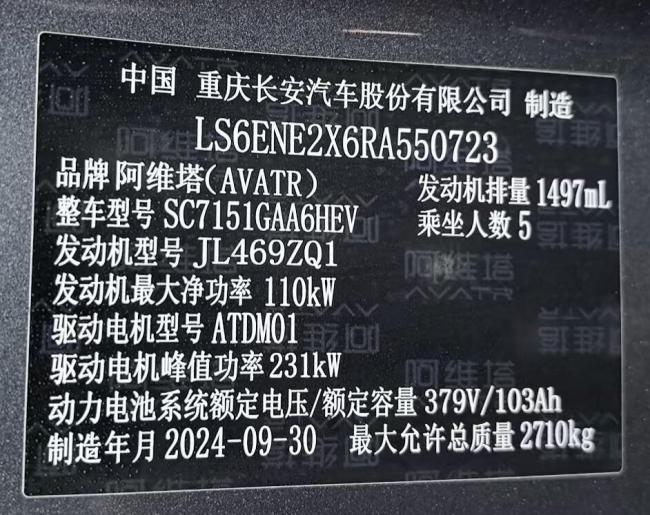 中国 重庆长安汽车股份有限公司 制造
LS6ENE2X6RA550723
品牌 阿维塔(AVATR) 发动机排量 1497mL
整车型号 SC7151GAA6HEV 乘坐人数 5
发动机型号 JL469ZQ1
发动机最大净功率 110kW
驱动电机型号 ATDM01
驱动电机峰值功率 231kW
动力电池系统额定电压/额定容量 379V/103Ah
制造年月 2024-09-30 最大允许总质量 2710kg